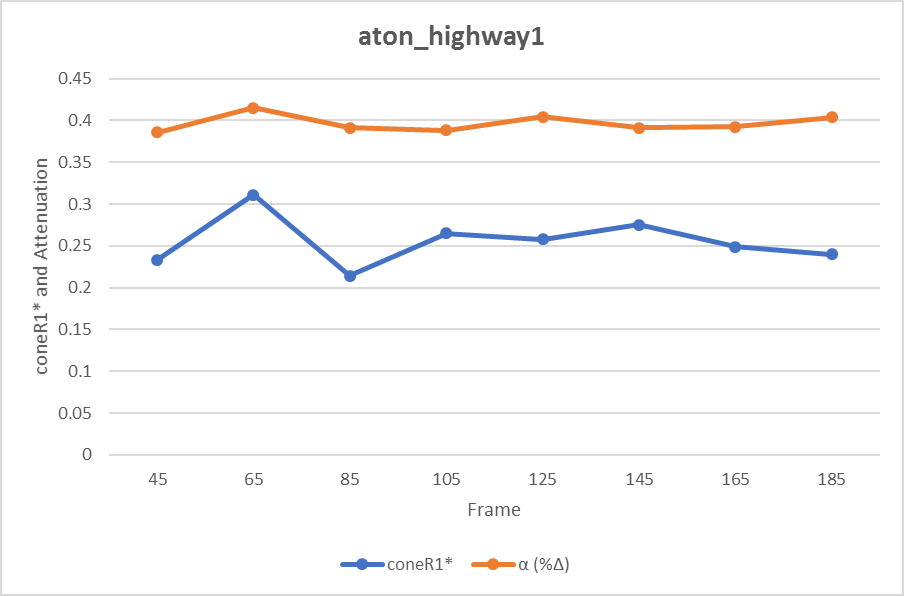 aton_highway1
coneR1* and Attenuation
0.45
0.4
0.35
0.3
0.25
0.2
0.15
0.1
0.05
0
45 65 85 105 125 145 165 185
Frame
coneR1* α (%Δ)